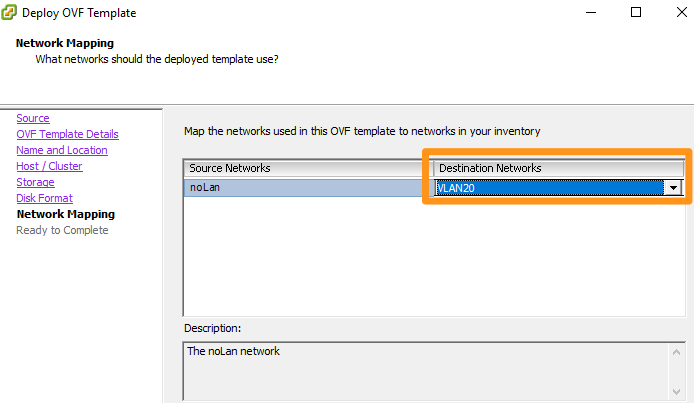 Deploy OVF Template
Network Mapping
What networks should the deployed template use?
Source
OVF Template Details
Name and Location
Host / Cluster
Storage
Disk Format
Network Mapping
Ready to Complete
Map the networks used in this OVF template to networks in your inventory
Source Networks Destination Networks
noLan VLAN20
Description:
The noLan network